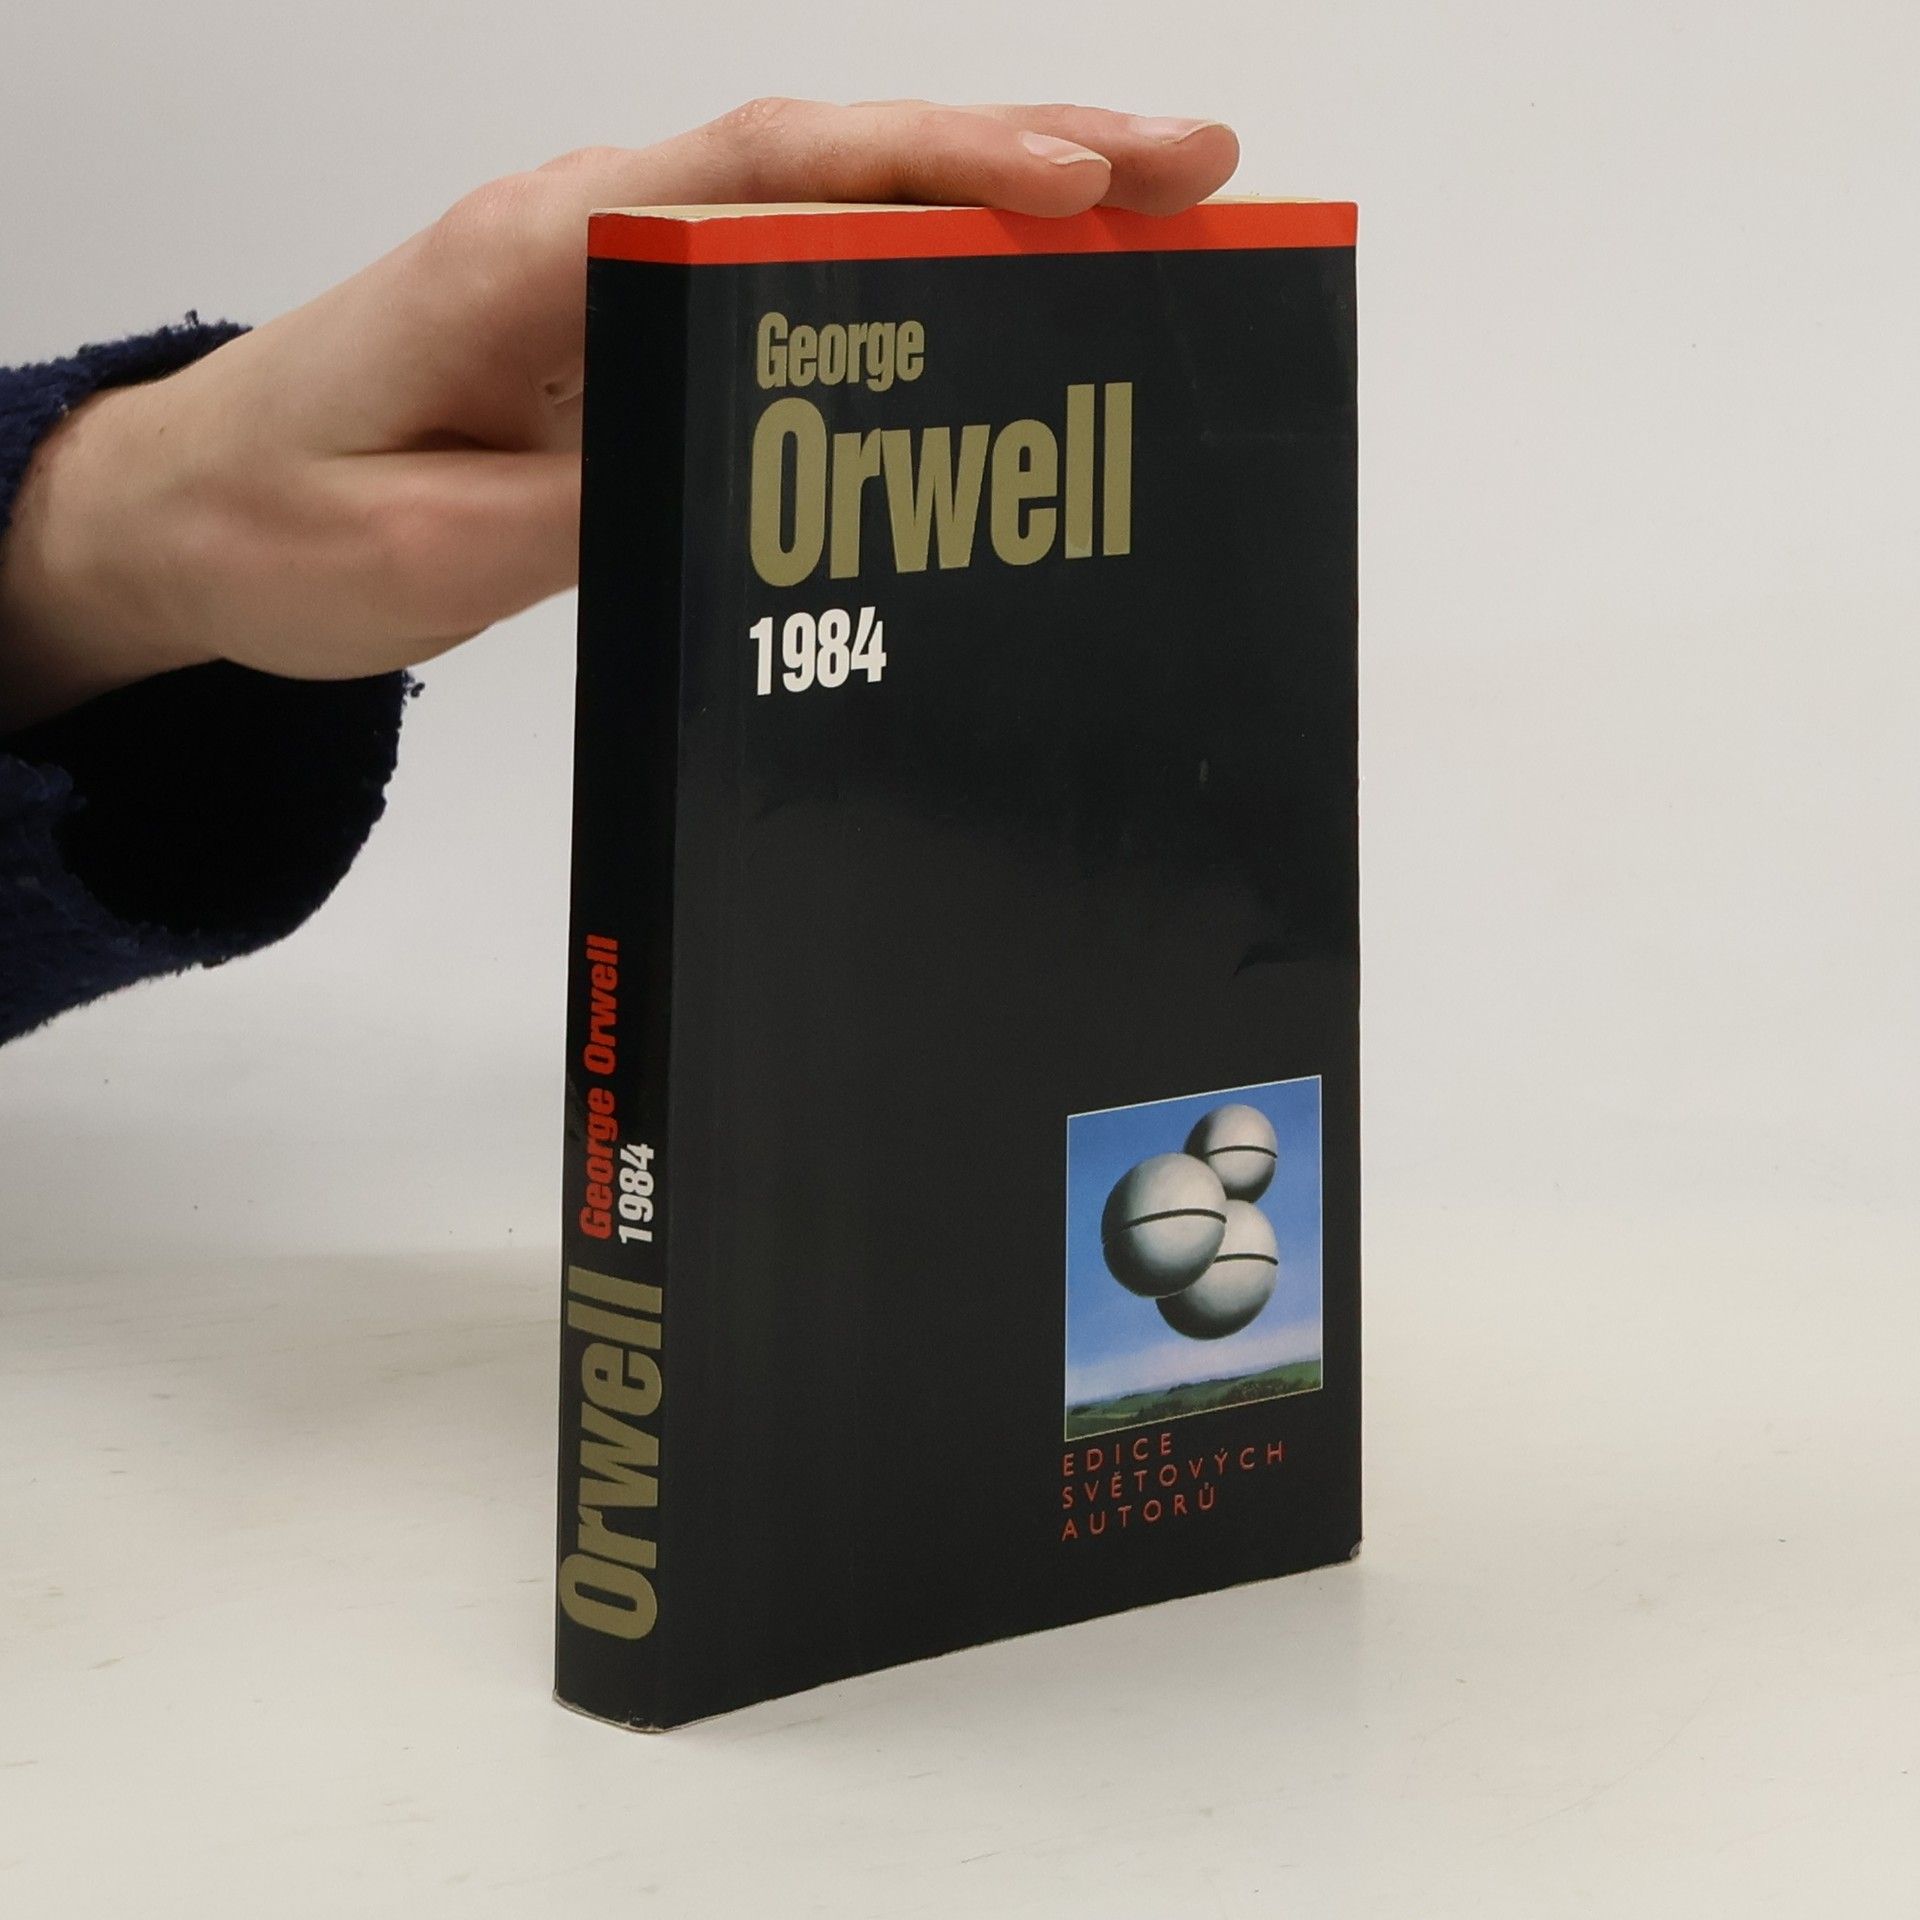 George
Orwell
1984
EDICE
SVĚTOVÝCH
AUTORŮ
Orwell
George Orwell
1984